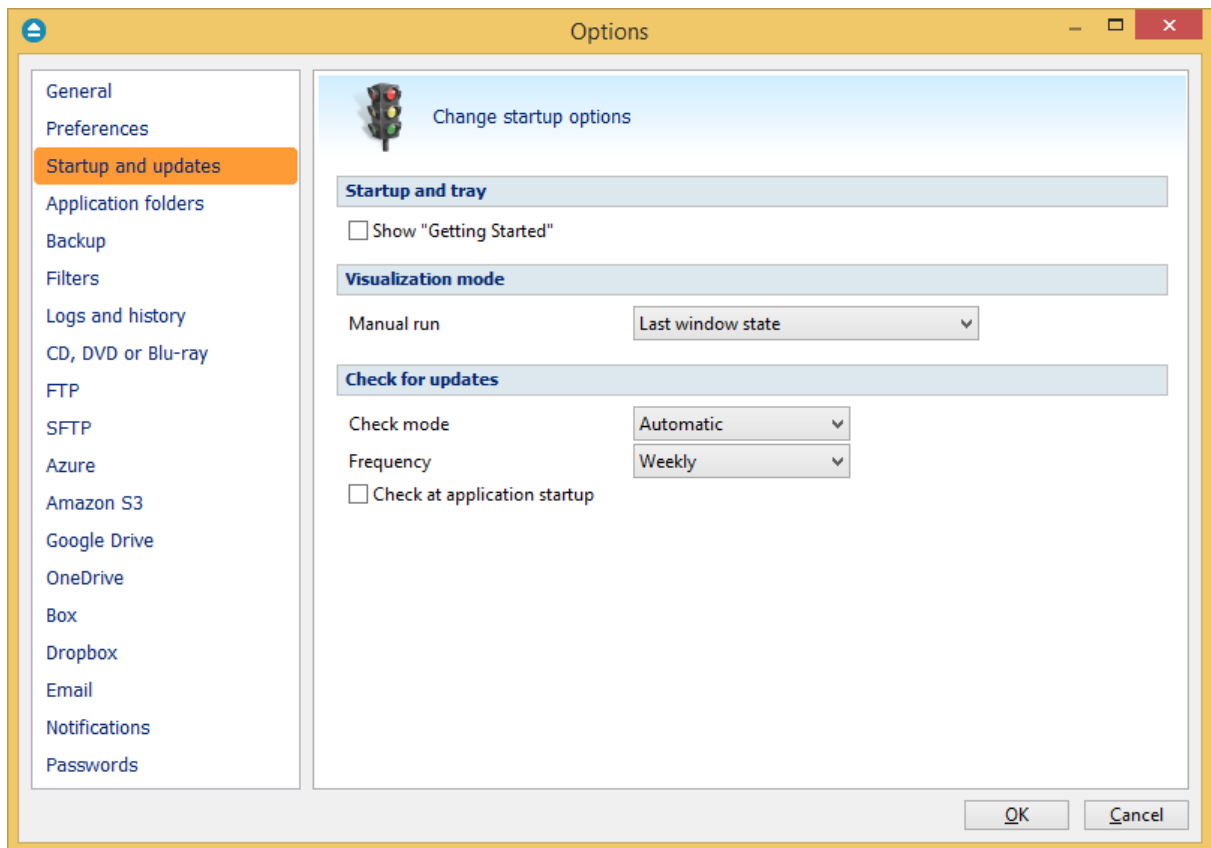 Options
General
Preferences
Startup and updates
Application folders
Backup
Filters
Logs and history
CD, DVD or Blu-ray
FTP
SFTP
Azure
Amazon S3
Google Drive
OneDrive
Box
Dropbox
Email
Notifications
Passwords
Change startup options
Startup and tray
Show "Getting Started"
Visualization mode
Manual run Last window state
Check for updates
Check mode Automatic
Frequency Weekly
Check at application startup
OK Cancel